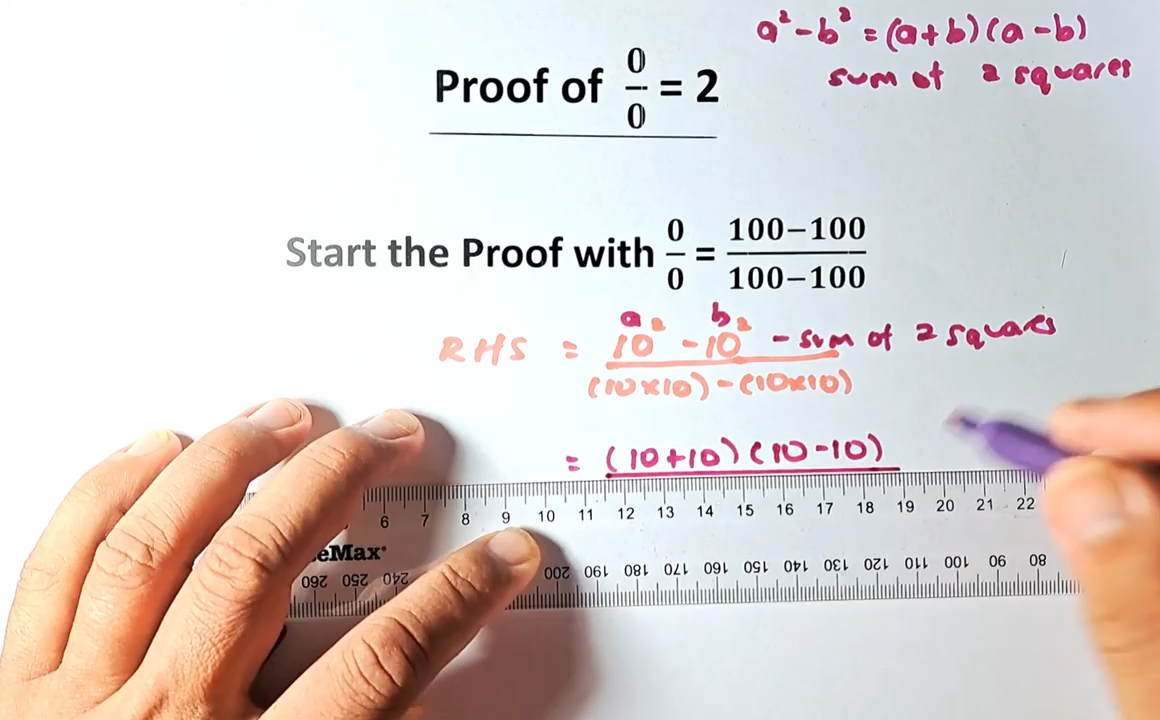 a² - b² = (a+b)(a-b)
sum of 2 squares
Proof of 0/0 = 2
Start the Proof with 0/0 = 100−100/100−100
a b
RHS = 10² - 10² - sum of 2 squares
(10x10) - (10x10)
= (10+10)(10-10)
6 7 8 9 10 11 12 13 14 15 16 17 18 19 20 21 22
eMax
260 250 240 200 190 180 170 160 150 140 130 120 110 100 90 80